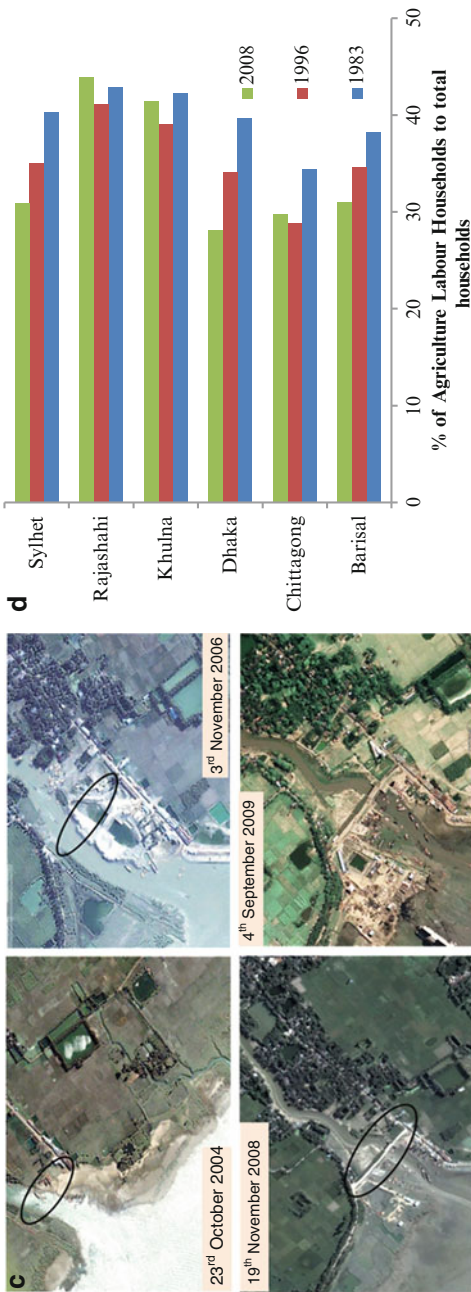 c
23rd October 2004
3rd November 2006
19th November 2008
4th September 2009
d
Sylhet
Rajashahi
Khulna
Dhaka
Chittagong
Barisal
2008
1996
1983
0
10
20
30
40
50
% of Agriculture Labour Households to total
households